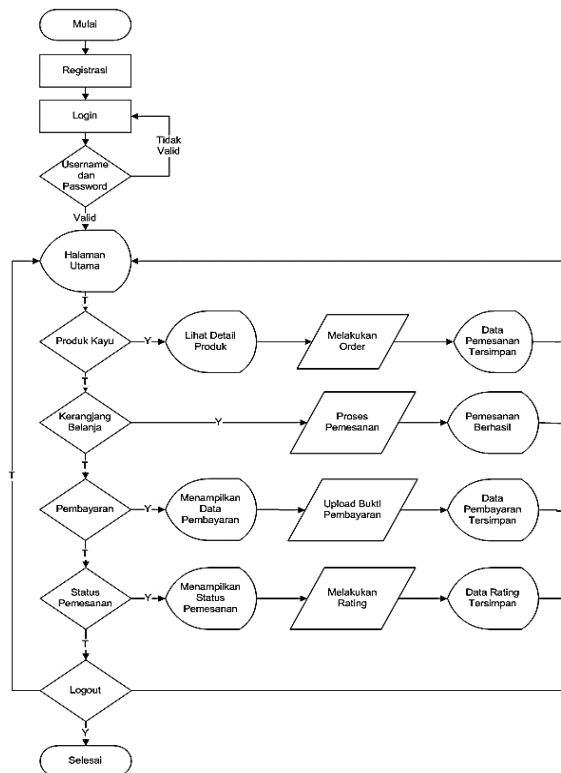 Mulai
Registrasi
Login
Tidak
Valid
Username
dan
Password
Valid
Halaman
Utama
T
Produk Kayu
Y
Lihat Detail
Produk
Melakukan
Order
Data
Pemesanan
Tersimpan
T
Kerangjang
Belanja
Y
Proses
Pemesanan
Pemesanan
Berhasil
T
T
Pembayaran
Y
Menampilkan
Data
Pembayaran
Upload Bukti
Pembayaran
Data
Pembayaran
Tersimpan
T
Status
Pemesanan
Y
Menampilkan
Status
Pemesanan
Melakukan
Rating
Data Rating
Tersimpan
T
Logout
Y
Selesai